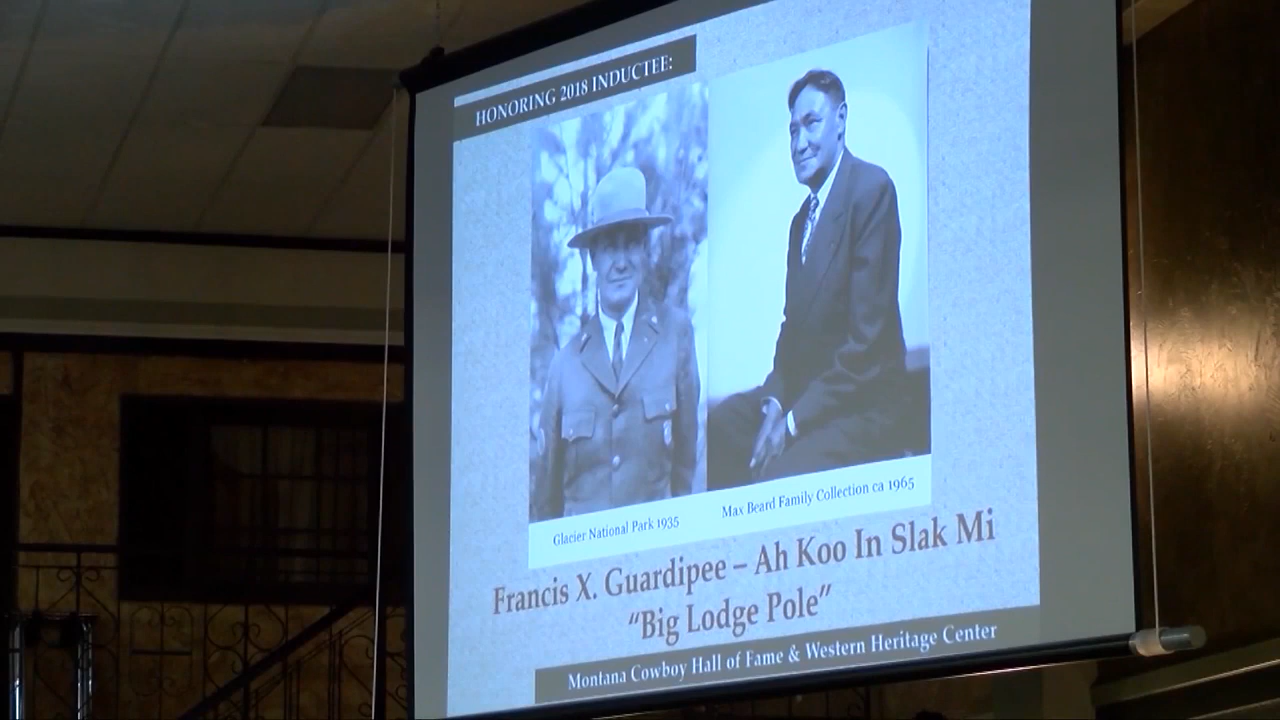 HONORING 2018 INDUCTEE:
Glacier National Park 1935
Max Beard Family Collection ca 1965
Francis X. Guardipee – Ah Koo In Slak Mi
“Big Lodge Pole”
Montana Cowboy Hall of Fame & Western Heritage Center